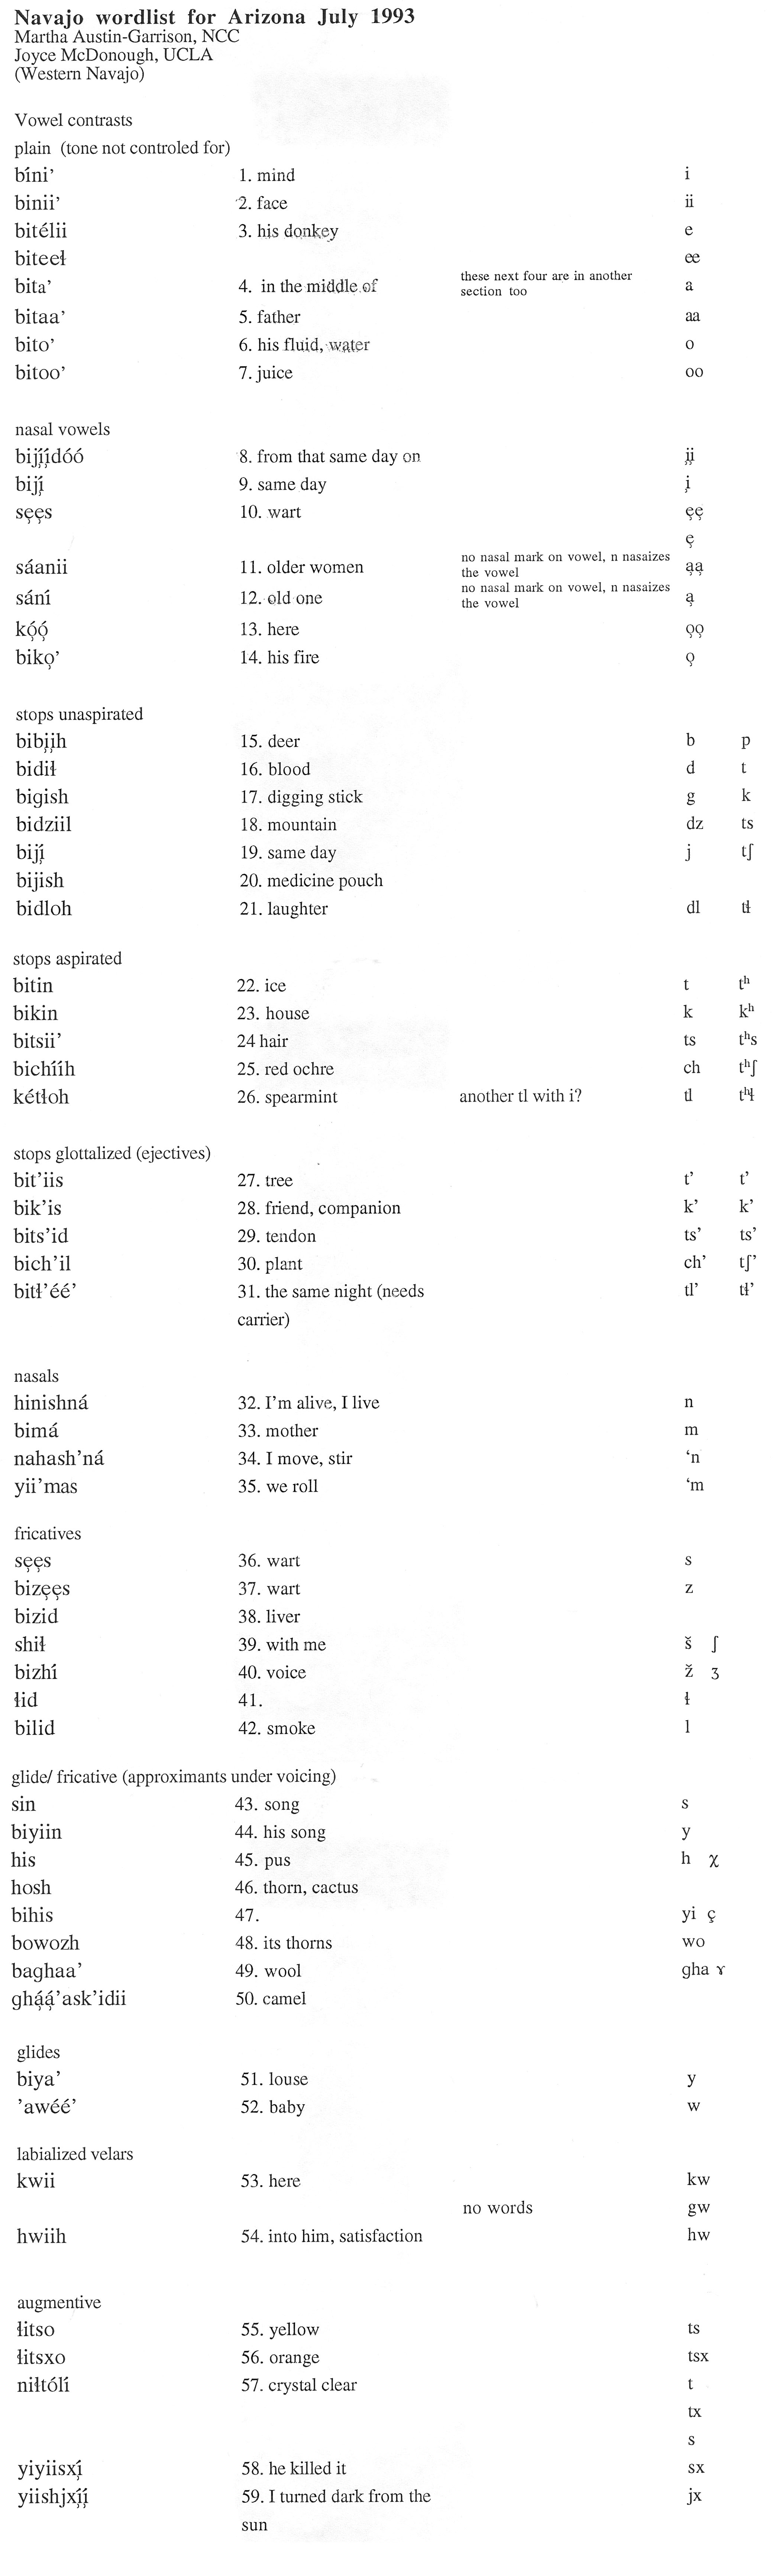 Navajo wordlist for Arizona July 1993
Martha Austin-Garrison, NCC
Joyce McDonough, UCLA
(Western Navajo)
Vowel contrasts
plain (tone not controled for)
bíni’ 1. mind i
binii’ 2. face ii
bitélii 3. his donkey e
biteeł ee
bita’ 4. in the middle of these next four are in another section too a
bitaa’ 5. father aa
bito’ 6. his fluid, water o
bitoo’ 7. juice oo
nasal vowels
bijį́į́dóó 8. from that same day on įį
bijį́ 9. same day į
sę́ę́s 10. wart ęę
ę
sáanii 11. older women no nasal mark on vowel, n nasaizes the vowel ąą
sání 12. old one no nasal mark on vowel, n nasaizes the vowel ą
kǫ́ǫ́ 13. here ǫǫ
bikǫ’ 14. his fire ǫ
stops unaspirated
bibįįh 15. deer b p
bidił 16. blood d t
bigish 17. digging stick g k
bidziil 18. mountain dz ts
bijį́ 19. same day j tʃ
bijish 20. medicine pouch
bidloh 21. laughter dl tł
stops aspirated
bitin 22. ice t tʰ
bikin 23. house k kʰ
bitsii’ 24 hair ts tʰs
bichííh 25. red ochre ch tʰʃ
kétłoh 26. spearmint another tl with i? tl tʰł
stops glottalized (ejectives)
bit’iis 27. tree t’ t’
bik’is 28. friend, companion k’ k’
bits’id 29. tendon ts’ ts’
bich’il 30. plant ch’ tʃ’
bitł’éé’ 31. the same night (needs carrier) tl’ tł’
nasals
hinishná 32. I’m alive, I live n
bimá 33. mother m
nahash’ná 34. I move, stir ‘n
yii’mas 35. we roll ‘m
fricatives
sęęs 36. wart s
bizęęs 37. wart z
bizid 38. liver
shił 39. with me š ʃ
bizhí 40. voice ž ʒ
łid 41. ł
bilid 42. smoke l
glide/ fricative (approximants under voicing)
sin 43. song s
biyiin 44. his song y
his 45. pus h χ
hosh 46. thorn, cactus
bihis 47. yi ç
bowozh 48. its thorns wo
baghaa’ 49. wool gha ɤ
ghą́ą́’ask’idii 50. camel
glides
biya’ 51. louse y
’awéé’ 52. baby w
labialized velars
kwii 53. here kw
no words gw
hwiih 54. into him, satisfaction hw
augmentive
łitso 55. yellow ts
łitsxo 56. orange tsx
niłtólí 57. crystal clear t
tx
s
yiyiisxį́ 58. he killed it sx
yiishjxį́į́ 59. I turned dark from the sun jx